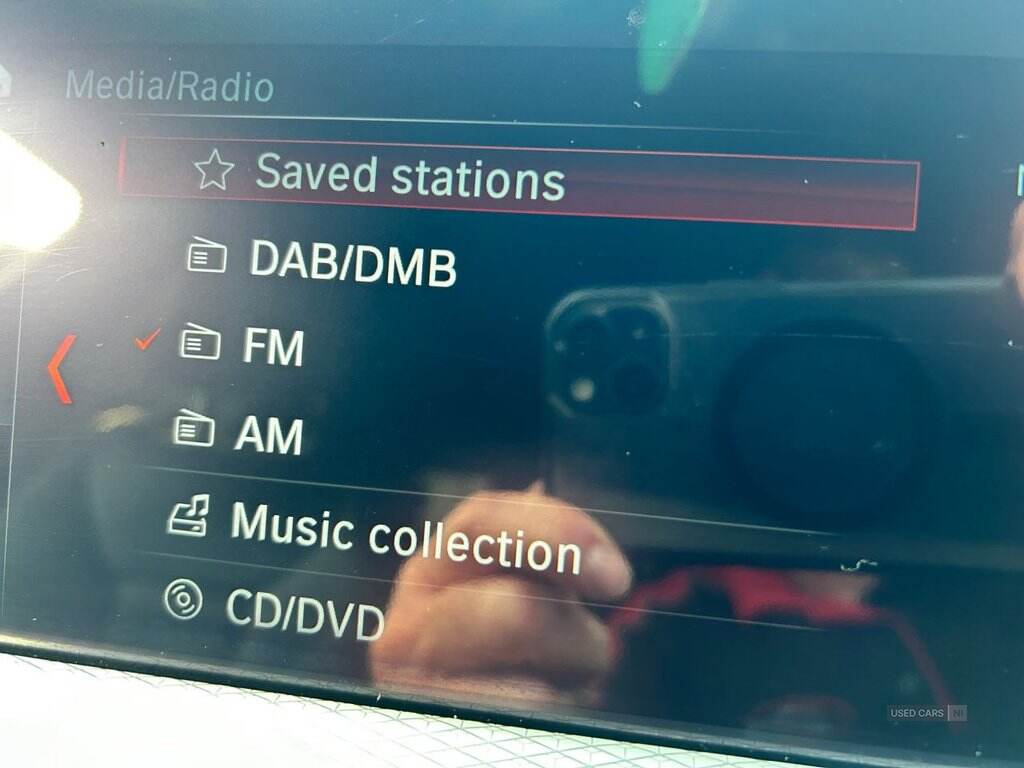 Media/Radio
Saved stations
DAB/DMB
FM
AM
Music collection
CD/DVD
USED CARS NI